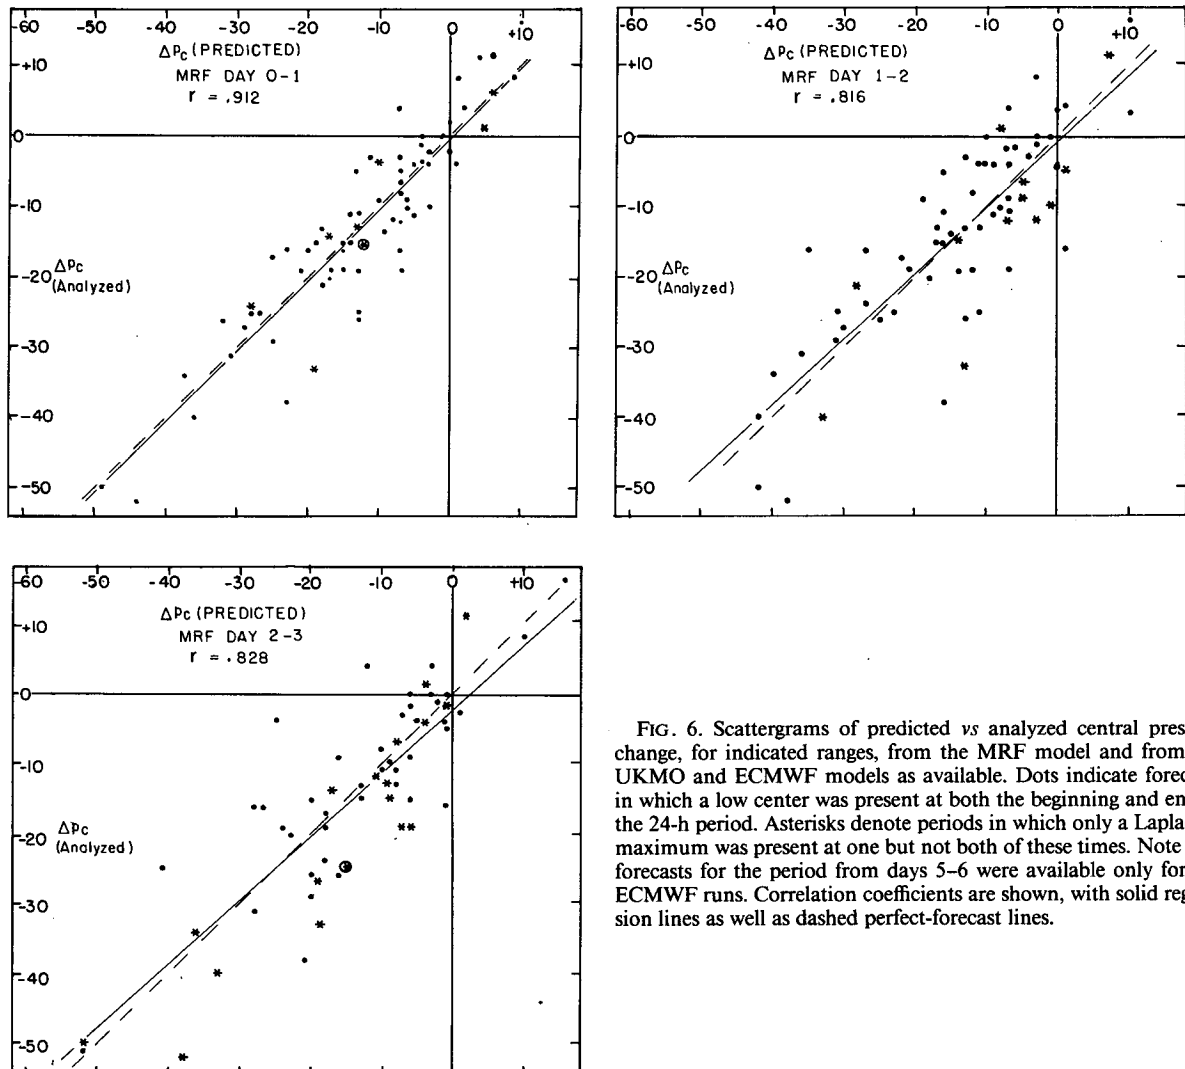 -60 -50 -40 -30 -20 -10 0 +10
ΔPc (PREDICTED)
MRF DAY 0-1
r = .912
+10
0
-10
-20
ΔPc
(Analyzed)
-30
-40
-50
-60 -50 -40 -30 -20 -10 0 +10
ΔPc (PREDICTED)
MRF DAY 1-2
r = .816
+10
0
-10
-20
ΔPc
(Analyzed)
-30
-40
-50
-60 -50 -40 -30 -20 -10 0 +10
ΔPc (PREDICTED)
MRF DAY 2-3
r = .828
+10
0
-10
-20
ΔPc
(Analyzed)
-30
-40
-50
FIG. 6. Scattergrams of predicted vs analyzed central pres
change, for indicated ranges, from the MRF model and from
UKMO and ECMWF models as available. Dots indicate forec
in which a low center was present at both the beginning and en
the 24-h period. Asterisks denote periods in which only a Lapla
maximum was present at one but not both of these times. Note
forecasts for the period from days 5–6 were available only for
ECMWF runs. Correlation coefficients are shown, with solid reg
sion lines as well as dashed perfect-forecast lines.